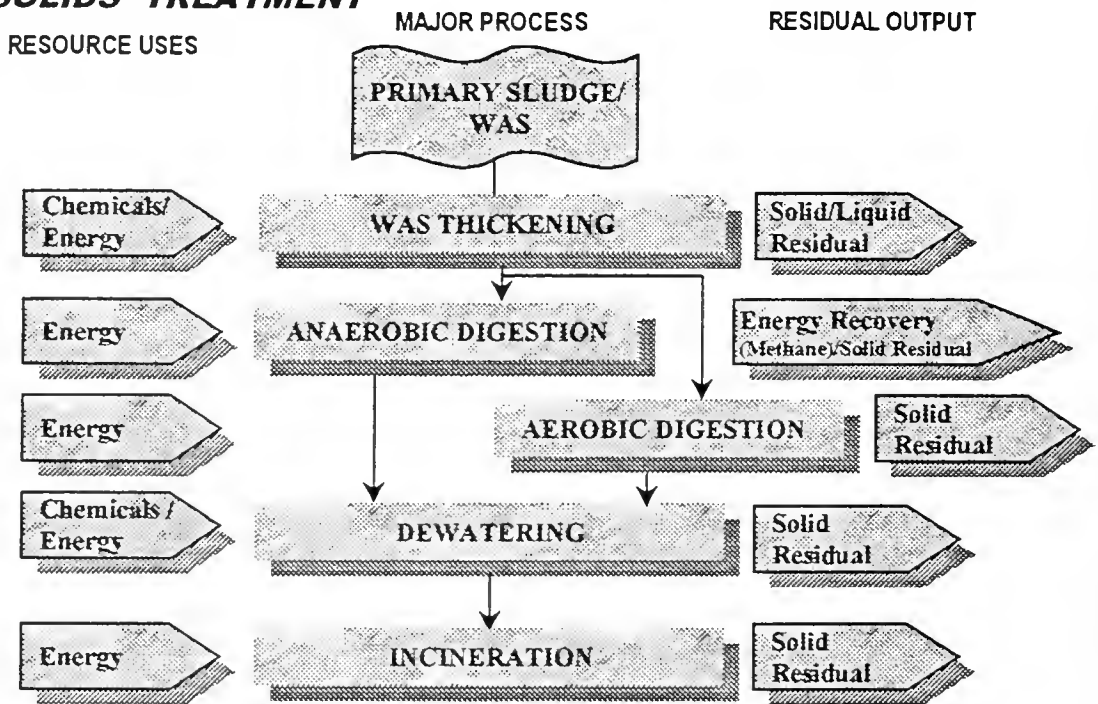 SOLIDS TREATMENT
MAJOR PROCESS
RESIDUAL OUTPUT
RESOURCE USES
PRIMARY SLUDGE/
WAS
Chemicals/
Energy
WAS THICKENING
Solid/Liquid
Residual
Energy
ANAEROBIC DIGESTION
Energy Recovery
(Methane)/Solid Residual
Energy
AEROBIC DIGESTION
Solid
Residual
Chemicals /
Energy
DEWATERING
Solid
Residual
Energy
INCINERATION
Solid
Residual